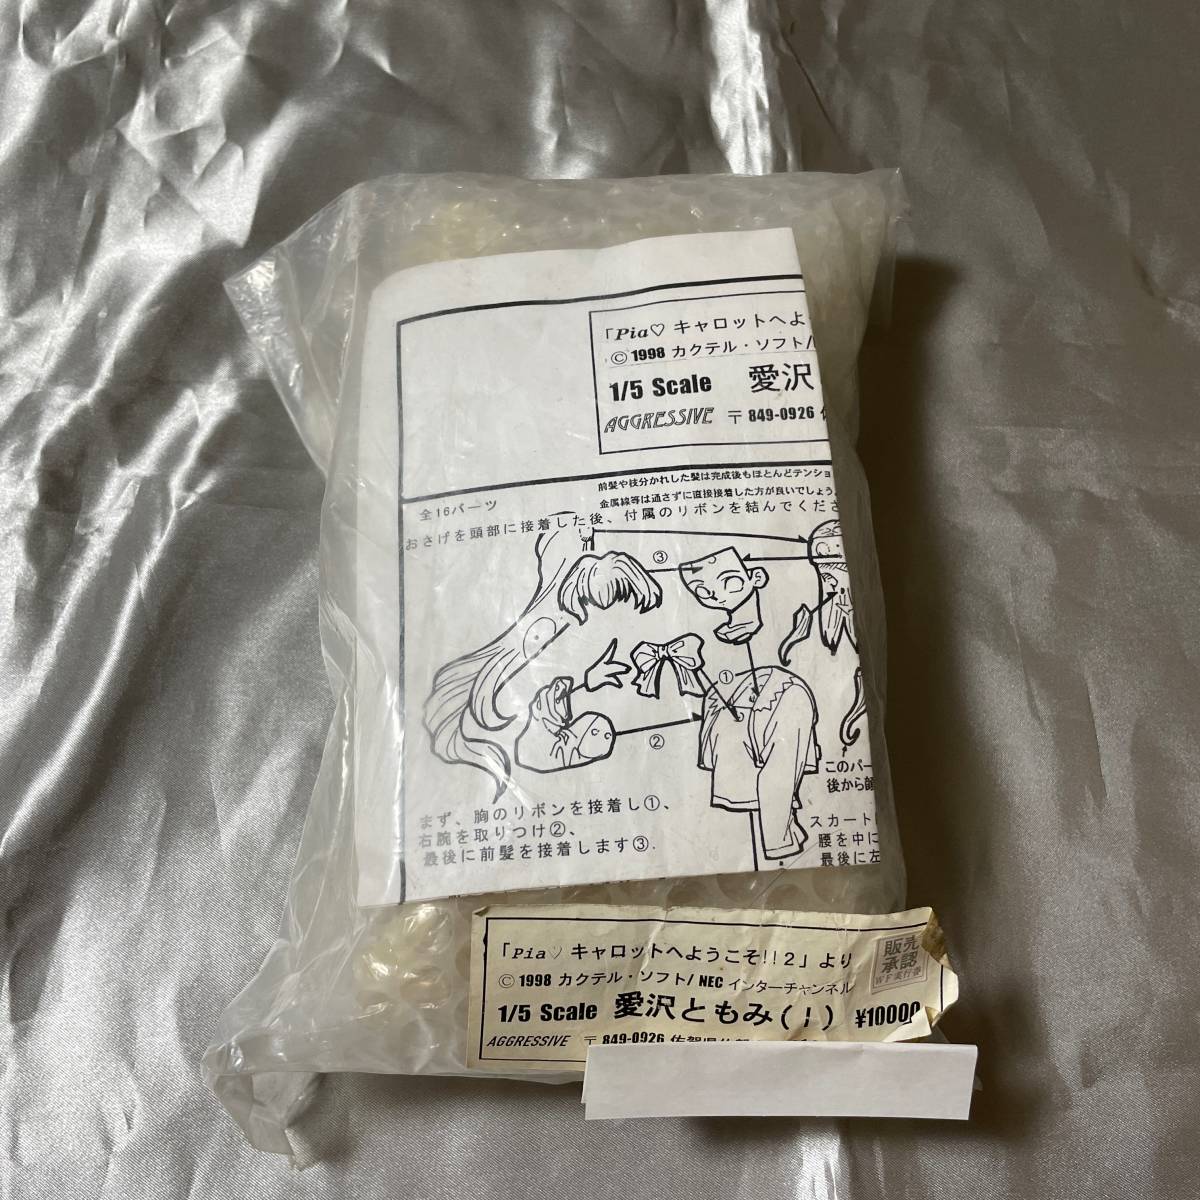 「Pia♡ キャロットへよ
© 1998 カクテル・ソフト/
1/5 Scale 愛沢
AGGRESSIVE 〒849-0926
前髪や枝分かれした髪は完成後もほとんどテンショ
金属線等は通さずに直接接着した方が良いでしょう。
全16パーツ
おさげを頭部に接着した後、付属のリボンを結んでくださ
③
①
②
このパー
後から
まず、胸のリボンを接着し①、
右腕を取りつけ②、
最後に前髪を接着します③.
スカート
腰を中に
最後に左
「Pia♡ キャロットへようこそ!!2」より
販売
承認
WF実行委
© 1998 カクテル・ソフト/ NEC インターチャンネル
1/5 Scale 愛沢ともみ(1) ¥10000
AGGRESSIVE 〒849-0926 佐賀県佐